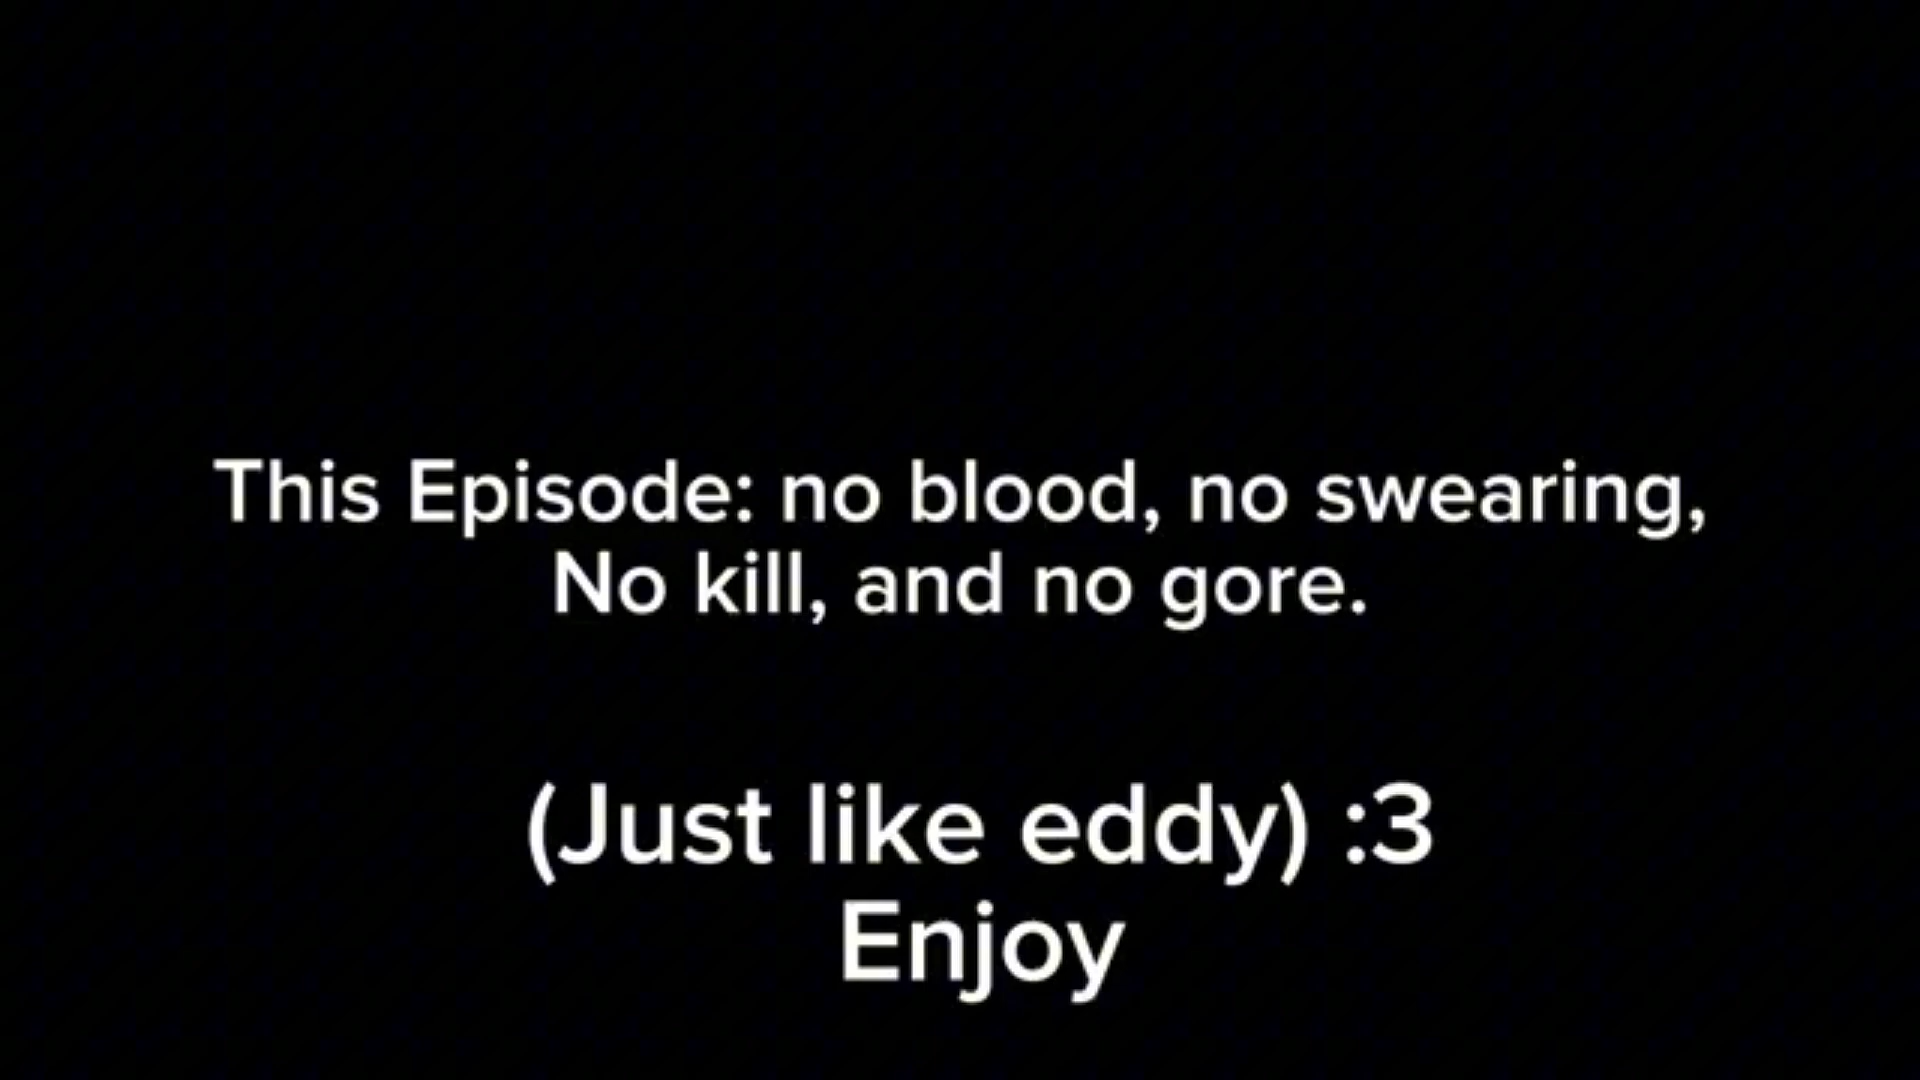 This Episode: no blood, no swearing,
No kill, and no gore.
(Just like eddy) :3
Enjoy